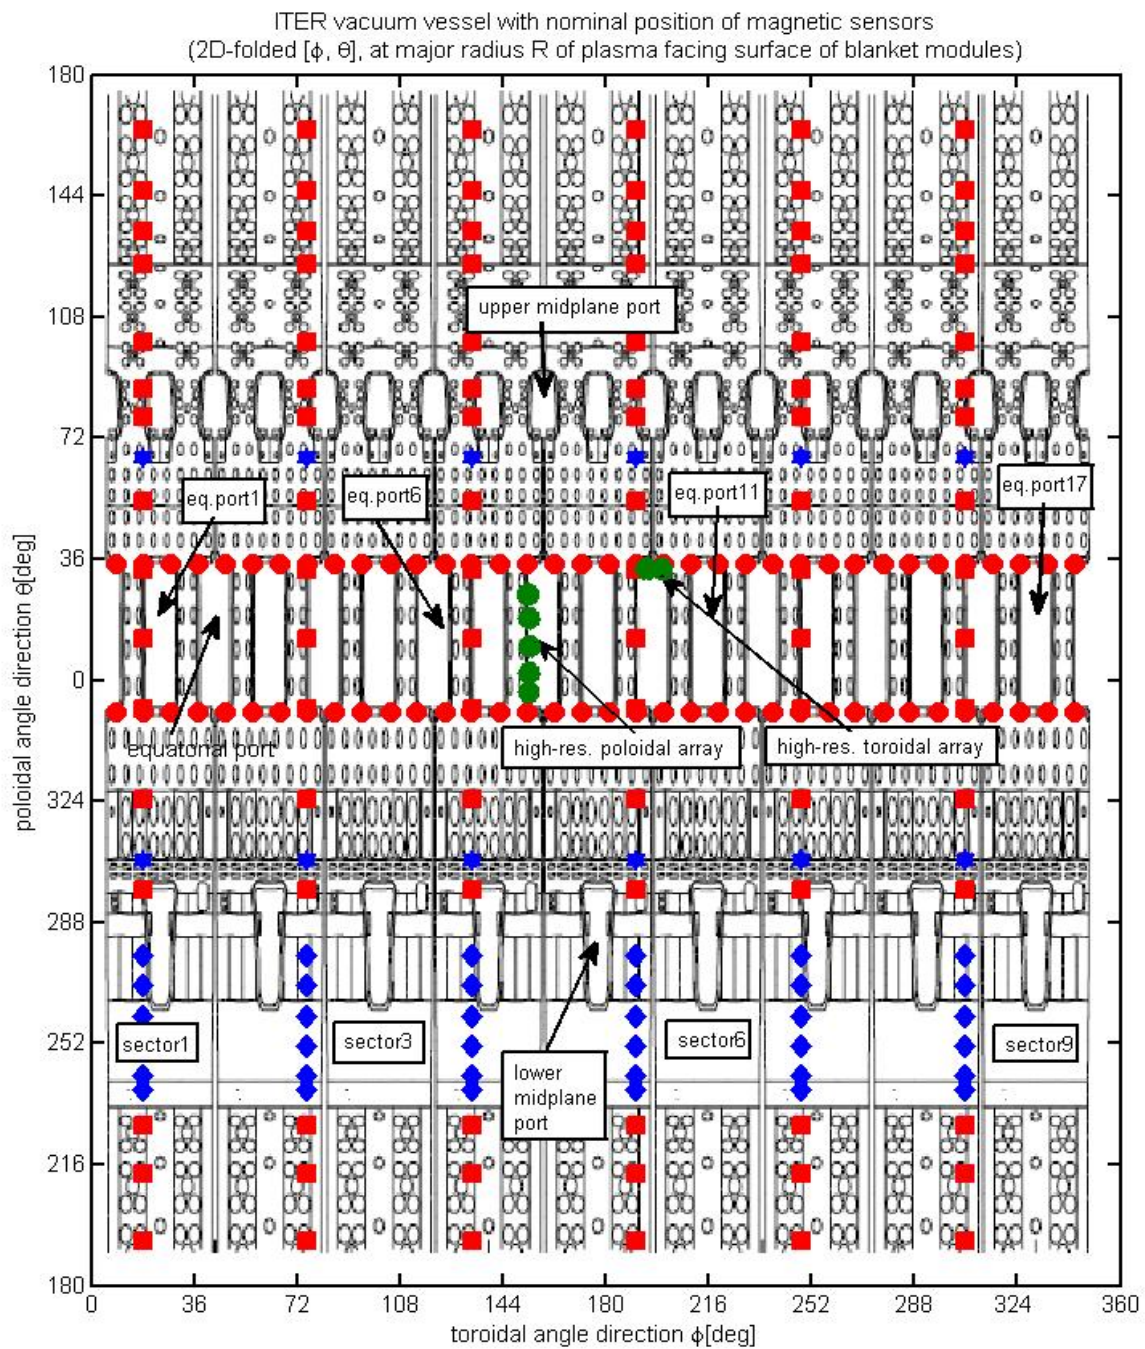 ITER vacuum vessel with nominal position of magnetic sensors
(2D-folded [ϕ, θ], at major radius R of plasma facing surface of blanket modules)
180
144
108
72
36
0
324
288
252
216
180
poloidal angle direction θ[deg]
upper midplane port
eq.port1
eq.port6
eq.port11
eq.port17
equatorial port
high-res. poloidal array
high-res. toroidal array
sector1
sector3
lower
midplane
port
sector6
sector9
0 36 72 108 144 180 216 252 288 324 360
toroidal angle direction ϕ[deg]